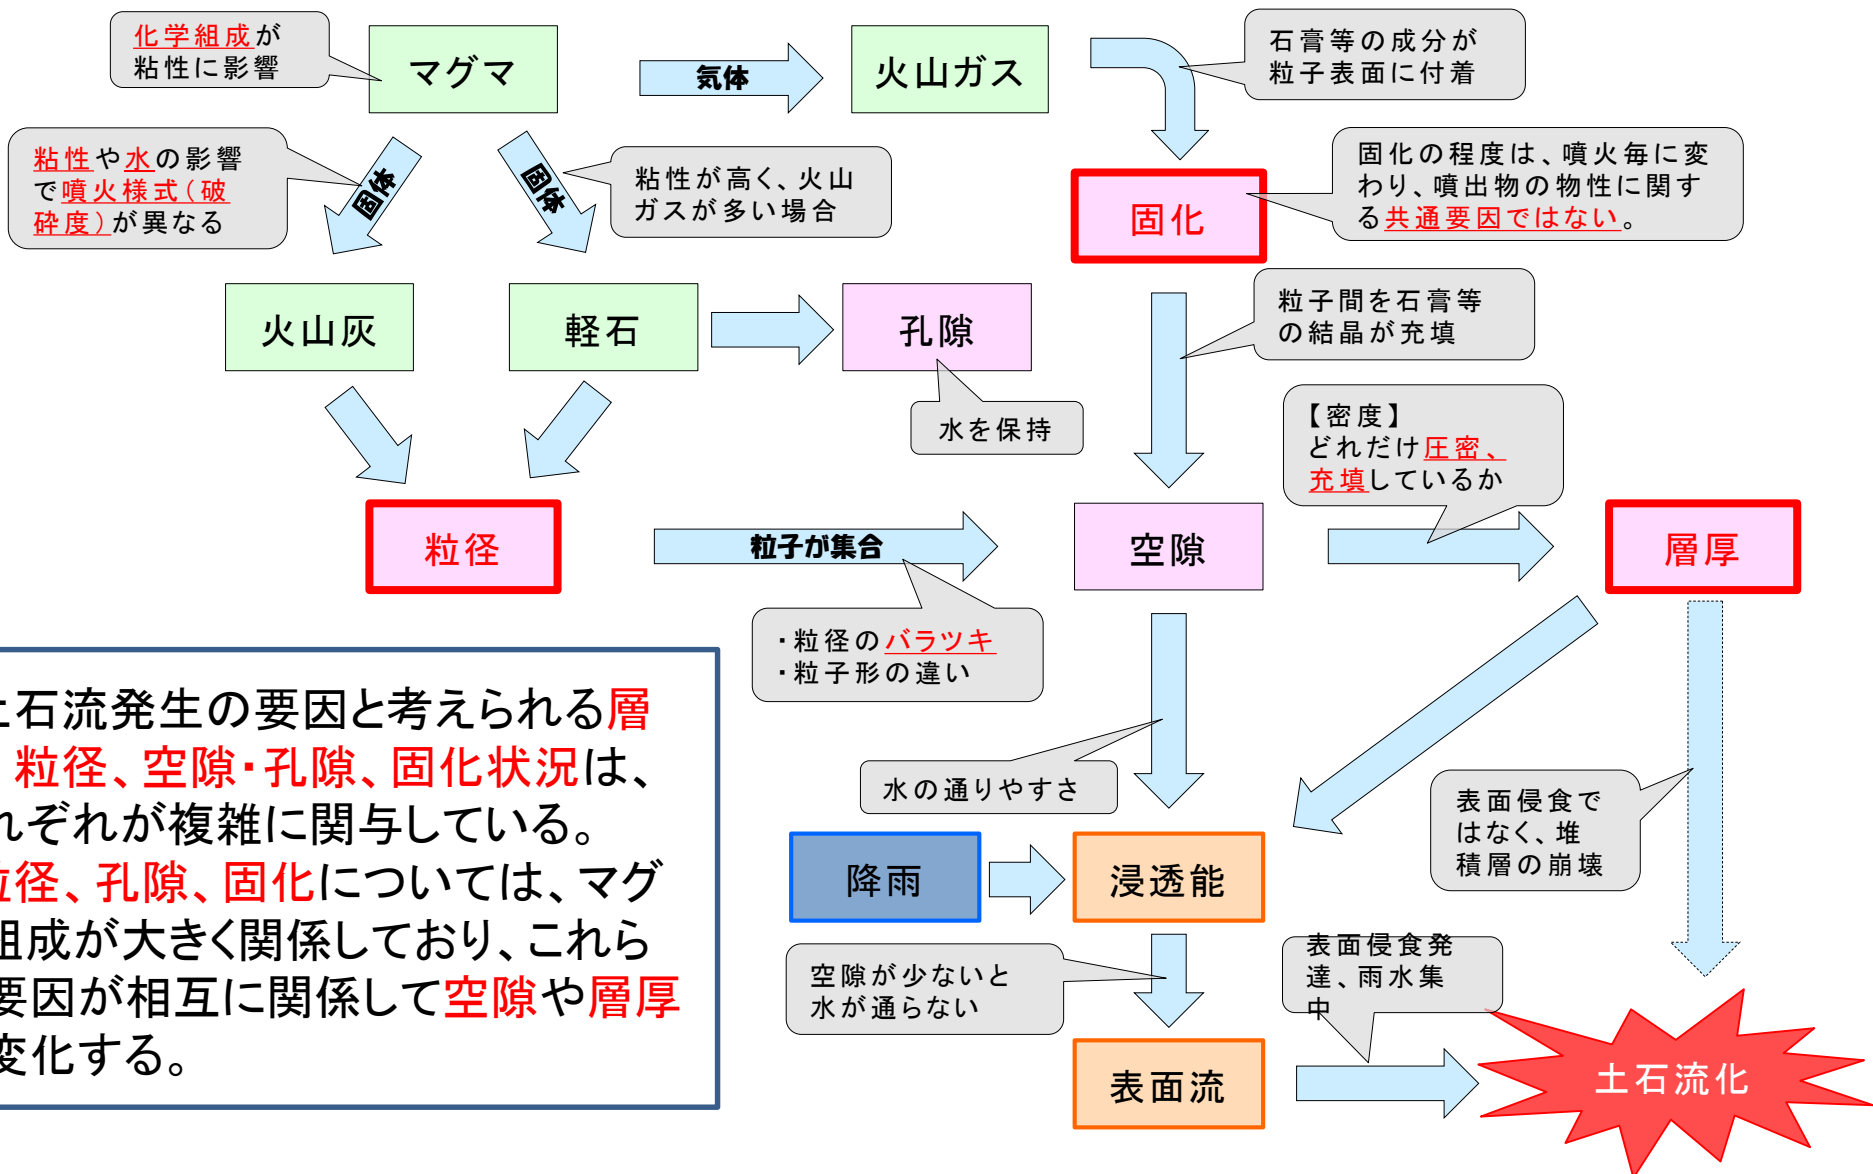 化学組成が
粘性に影響
マグマ
気体
火山ガス
石膏等の成分が
粒子表面に付着
粘性や水の影響
で噴火様式(破
砕度)が異なる
固体
固体
粘性が高く、火山
ガスが多い場合
固化
固化の程度は、噴火毎に変
わり、噴出物の物性に関す
る共通要因ではない。
火山灰
軽石
孔隙
粒子間を石膏等
の結晶が充填
水を保持
【密度】
どれだけ圧密、
充填しているか
粒径
粒子が集合
空隙
層厚
・粒径のバラツキ
・粒子形の違い
土石流発生の要因と考えられる層
粒径、空隙・孔隙、固化状況は、
れぞれが複雑に関与している。
粒径、孔隙、固化については、マグ
組成が大きく関係しており、これら
要因が相互に関係して空隙や層厚
変化する。
水の通りやすさ
表面侵食で
はなく、堆
積層の崩壊
降雨
浸透能
空隙が少ないと
水が通らない
表面侵食発
達、雨水集
中
表面流
土石流化